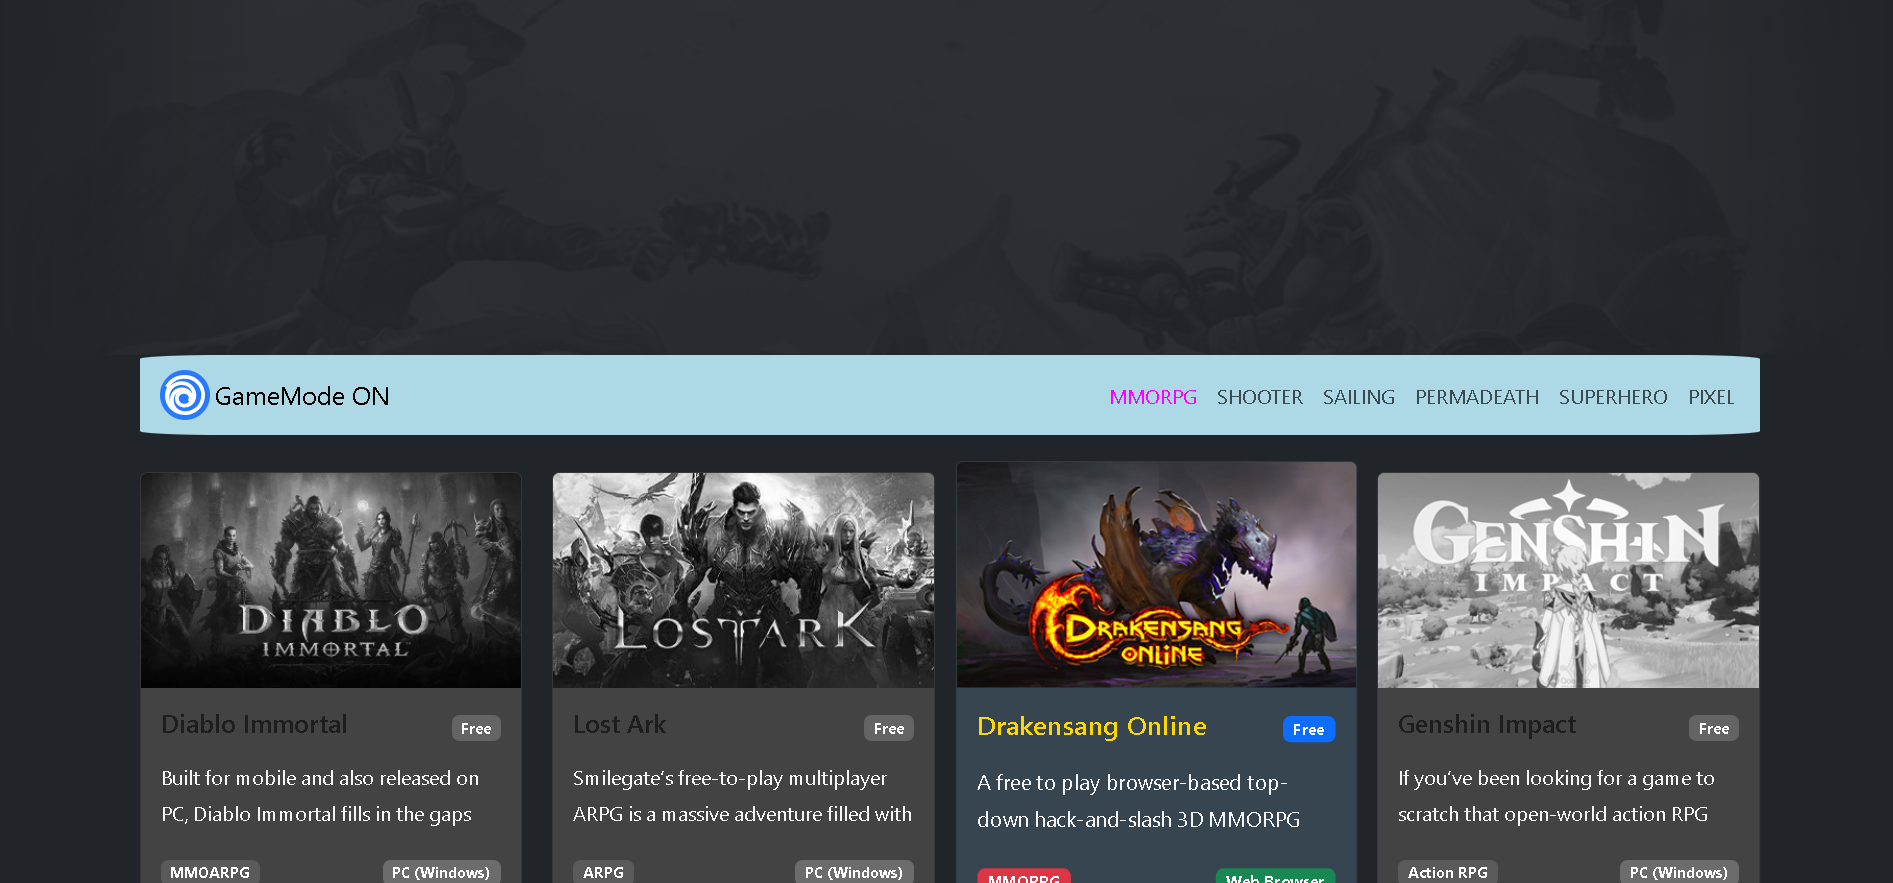 GameMode ON
MMORPG SHOOTER SAILING PERMADEATH SUPERHERO PIXEL
DIABLO
IMMORTAL
LOST ARK
DRAKENSANG
ONLINE
GENSHIN
IMPACT
Diablo Immortal Free
Built for mobile and also released on
PC, Diablo Immortal fills in the gaps
MMOARPG PC (Windows)
Lost Ark Free
Smilegate's free-to-play multiplayer
ARPG is a massive adventure filled with
ARPG PC (Windows)
Drakensang Online Free
A free to play browser-based top-
down hack-and-slash 3D MMORPG
MMORPG Web Browser
Genshin Impact Free
If you've been looking for a game to
scratch that open-world action RPG
Action RPG PC (Windows)